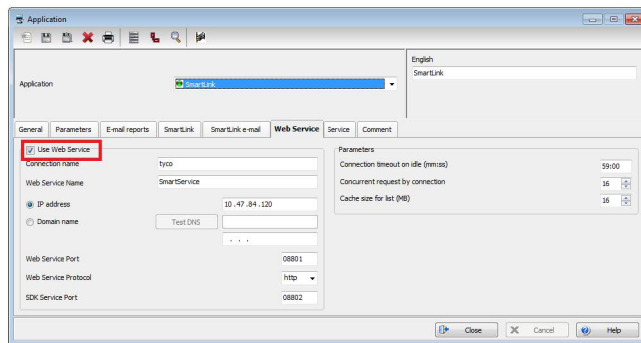 Application
English
SmartLink
Application
SmartLink
General Parameters E-mail reports SmartLink SmartLink e-mail Web Service Service Comment
Use Web Service
Connection name tyco
Web Service Name SmartService
IP address 10 .47 .84 .120
Domain name Test DNS
. . .
Web Service Port 08801
Web Service Protocol http
SDK Service Port 08802
Parameters
Connection timeout on idle (mm:ss) 59:00
Concurrent request by connection 16
Cache size for list (MB) 16
Close Cancel Help